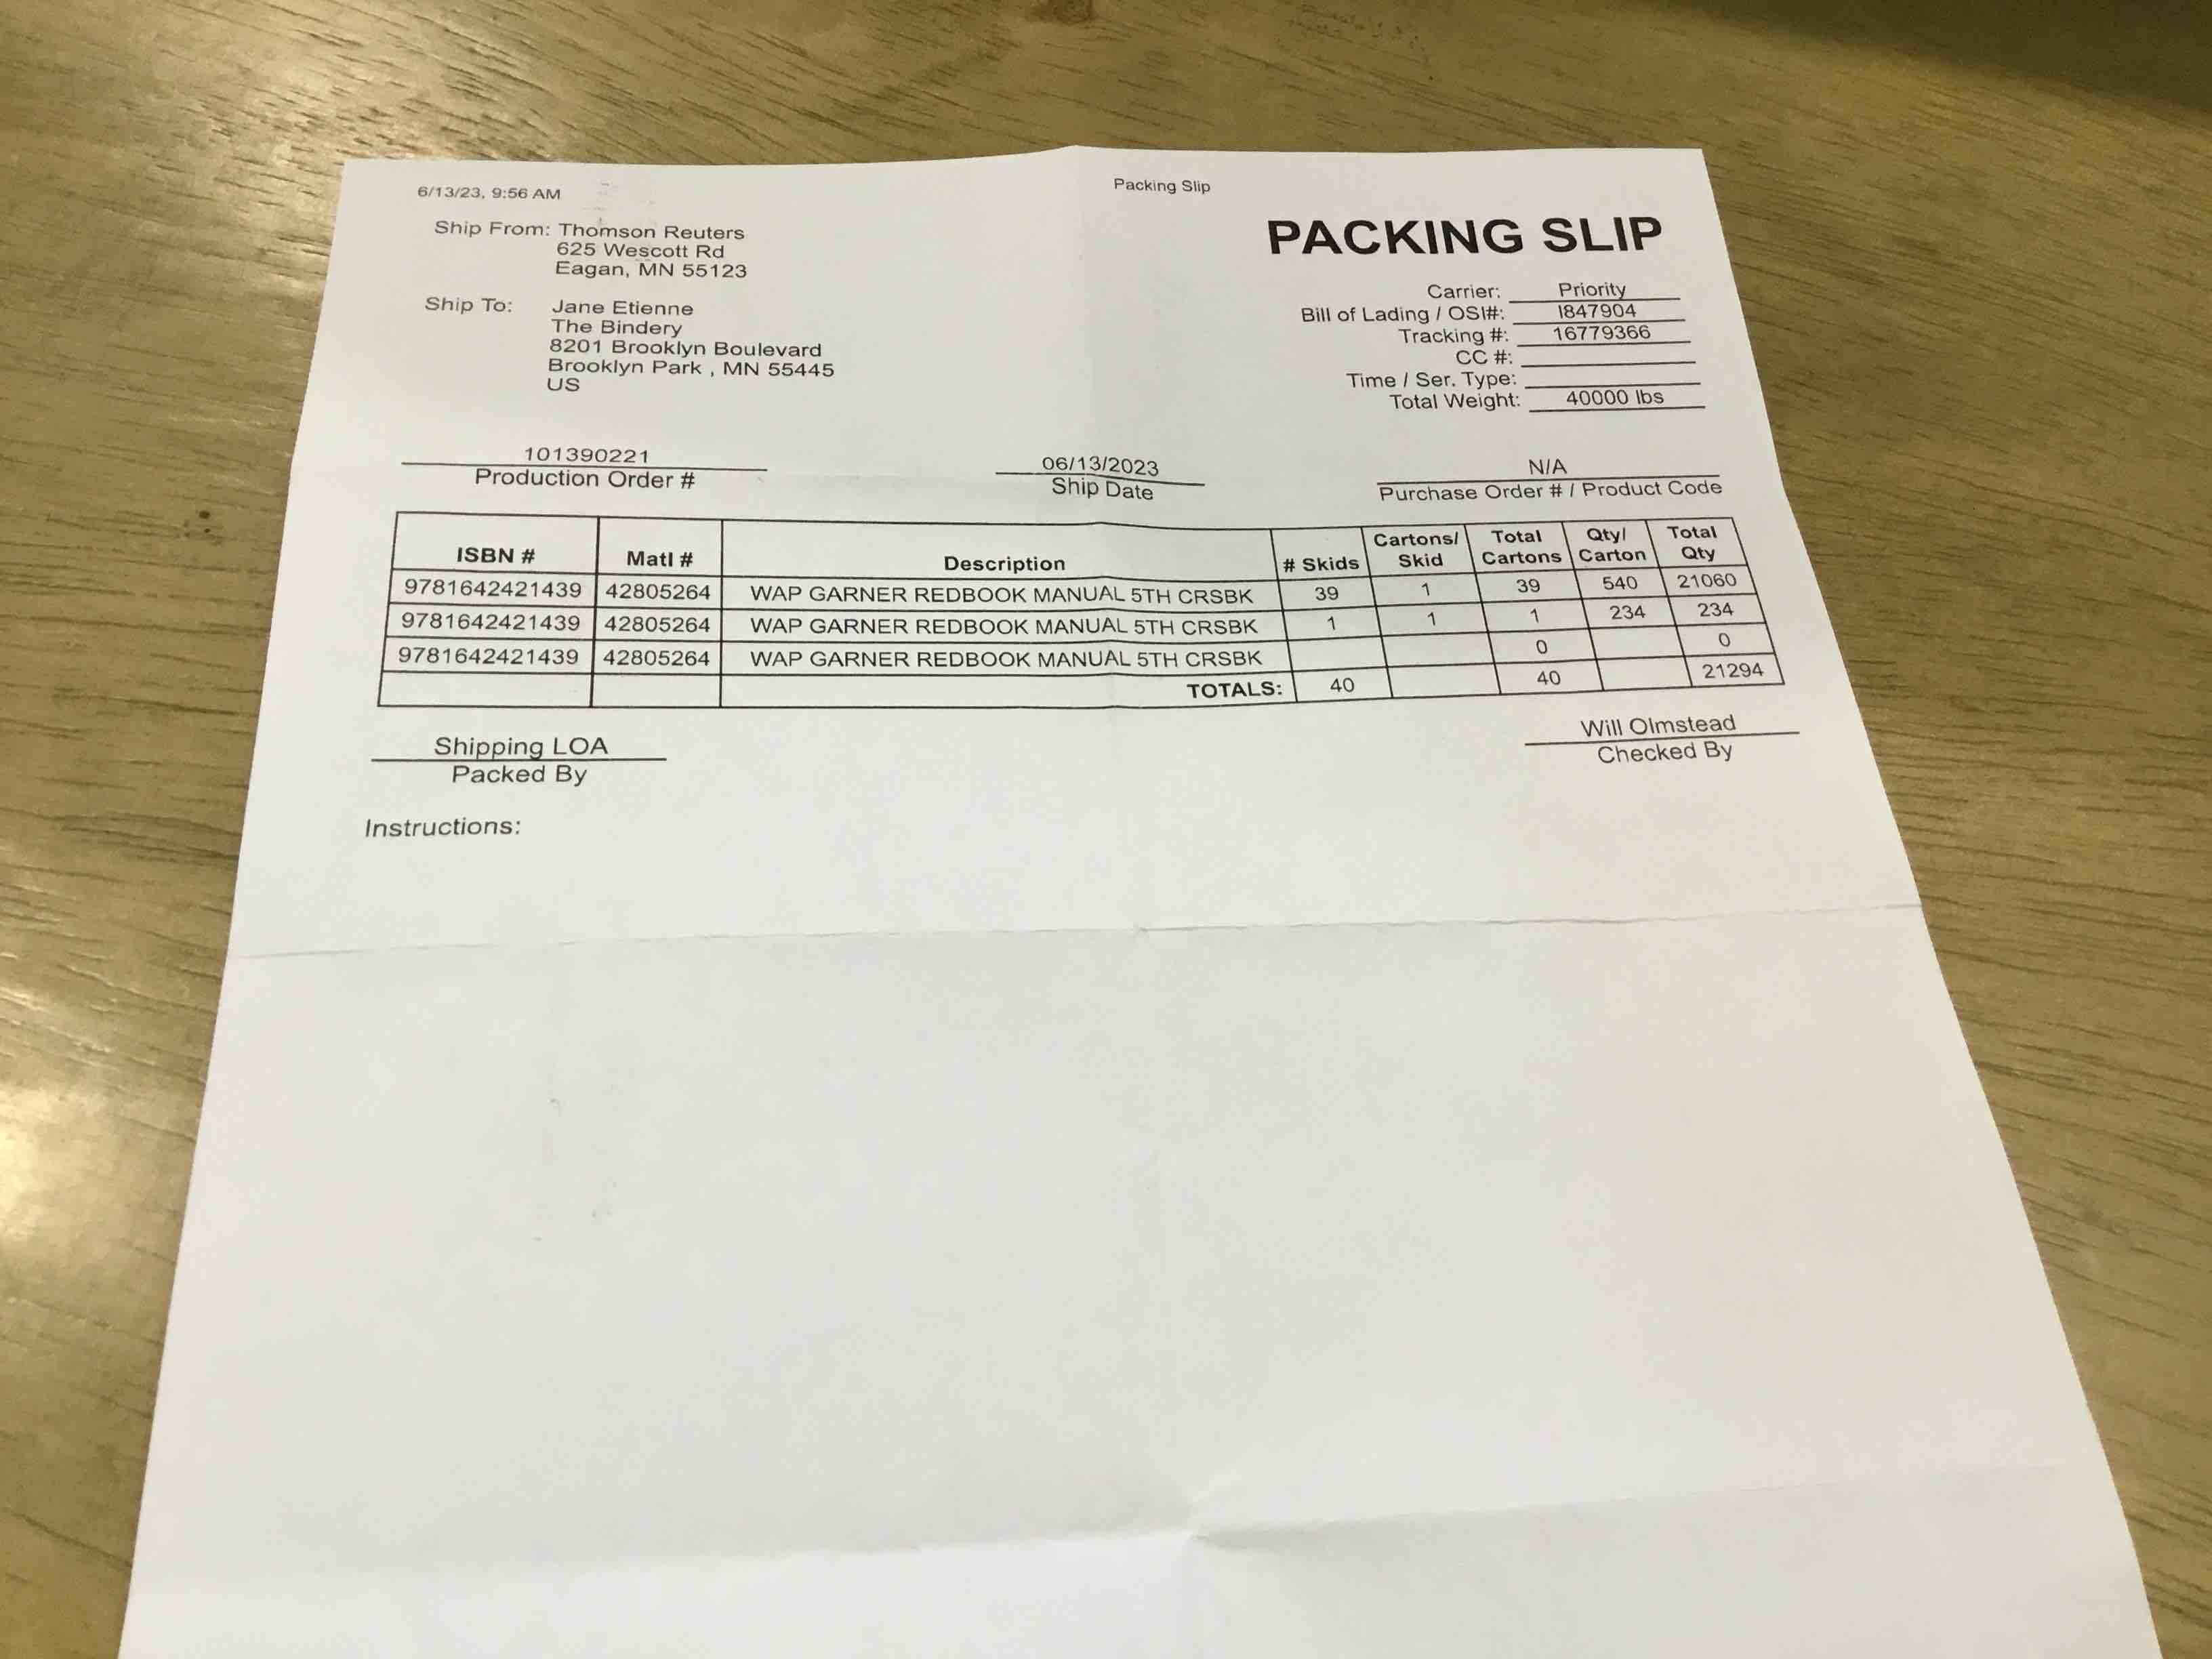 6/13/23, 9:56 AM Packing Slip
PACKING SLIP
Ship From: Thomson Reuters
625 Wescott Rd
Eagan, MN 55123
Ship To: Jane Etienne
The Bindery
8201 Brooklyn Boulevard
Brooklyn Park , MN 55445
US
Carrier: Priority
Bill of Lading / OSI#: I847904
Tracking #: 16779366
CC #:
Time / Ser. Type:
Total Weight: 40000 lbs
101390221
Production Order #
06/13/2023
Ship Date
N/A
Purchase Order # / Product Code
ISBN # Matl # Description # Skids Cartons/ Skid Total Cartons Qty/ Carton Total Qty
9781642421439 42805264 WAP GARNER REDBOOK MANUAL 5TH CRSBK 39 1 39 540 21060
9781642421439 42805264 WAP GARNER REDBOOK MANUAL 5TH CRSBK 1 1 1 234 234
9781642421439 42805264 WAP GARNER REDBOOK MANUAL 5TH CRSBK 0 0
TOTALS: 40 40 21294
Shipping LOA
Packed By
Will Olmstead
Checked By
Instructions: